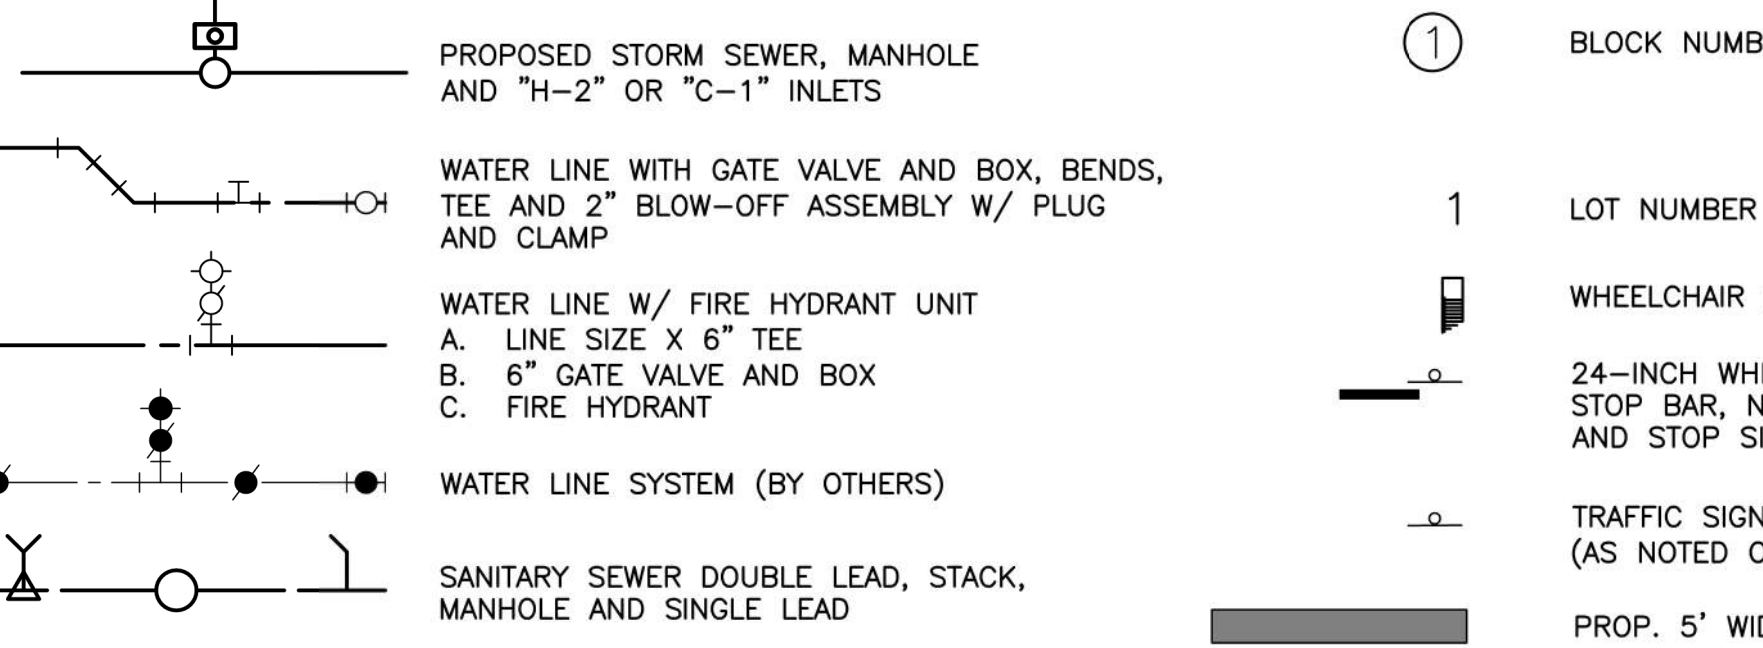 PROPOSED STORM SEWER, MANHOLE
AND "H-2" OR "C-1" INLETS
WATER LINE WITH GATE VALVE AND BOX, BENDS,
TEE AND 2" BLOW-OFF ASSEMBLY W/ PLUG
AND CLAMP
WATER LINE W/ FIRE HYDRANT UNIT
A. LINE SIZE X 6" TEE
B. 6" GATE VALVE AND BOX
C. FIRE HYDRANT
WATER LINE SYSTEM (BY OTHERS)
SANITARY SEWER DOUBLE LEAD, STACK,
MANHOLE AND SINGLE LEAD
1 BLOCK NUMB
1 LOT NUMBER
WHEELCHAIR
24-INCH WH
STOP BAR, N
AND STOP S
TRAFFIC SIGN
(AS NOTED
PROP. 5' WI